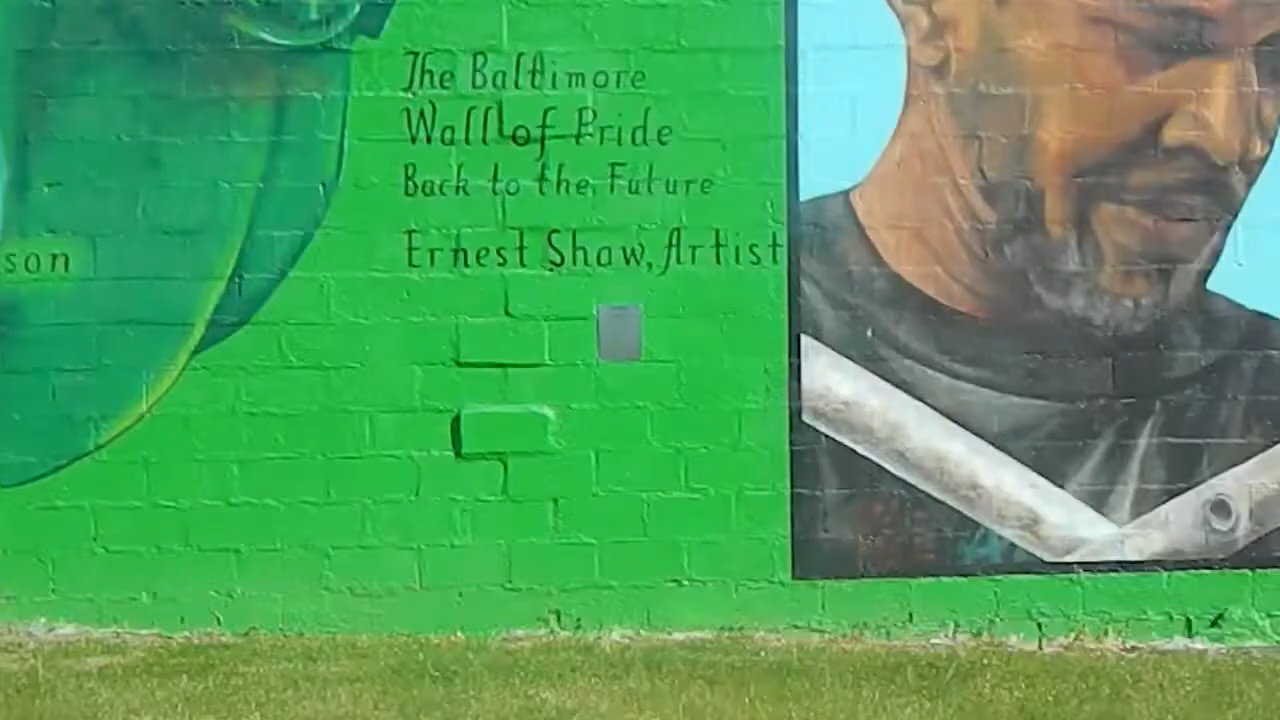 The Baltimore
Wall of Pride
Back to the Future
Ernest Shaw, Artist
son